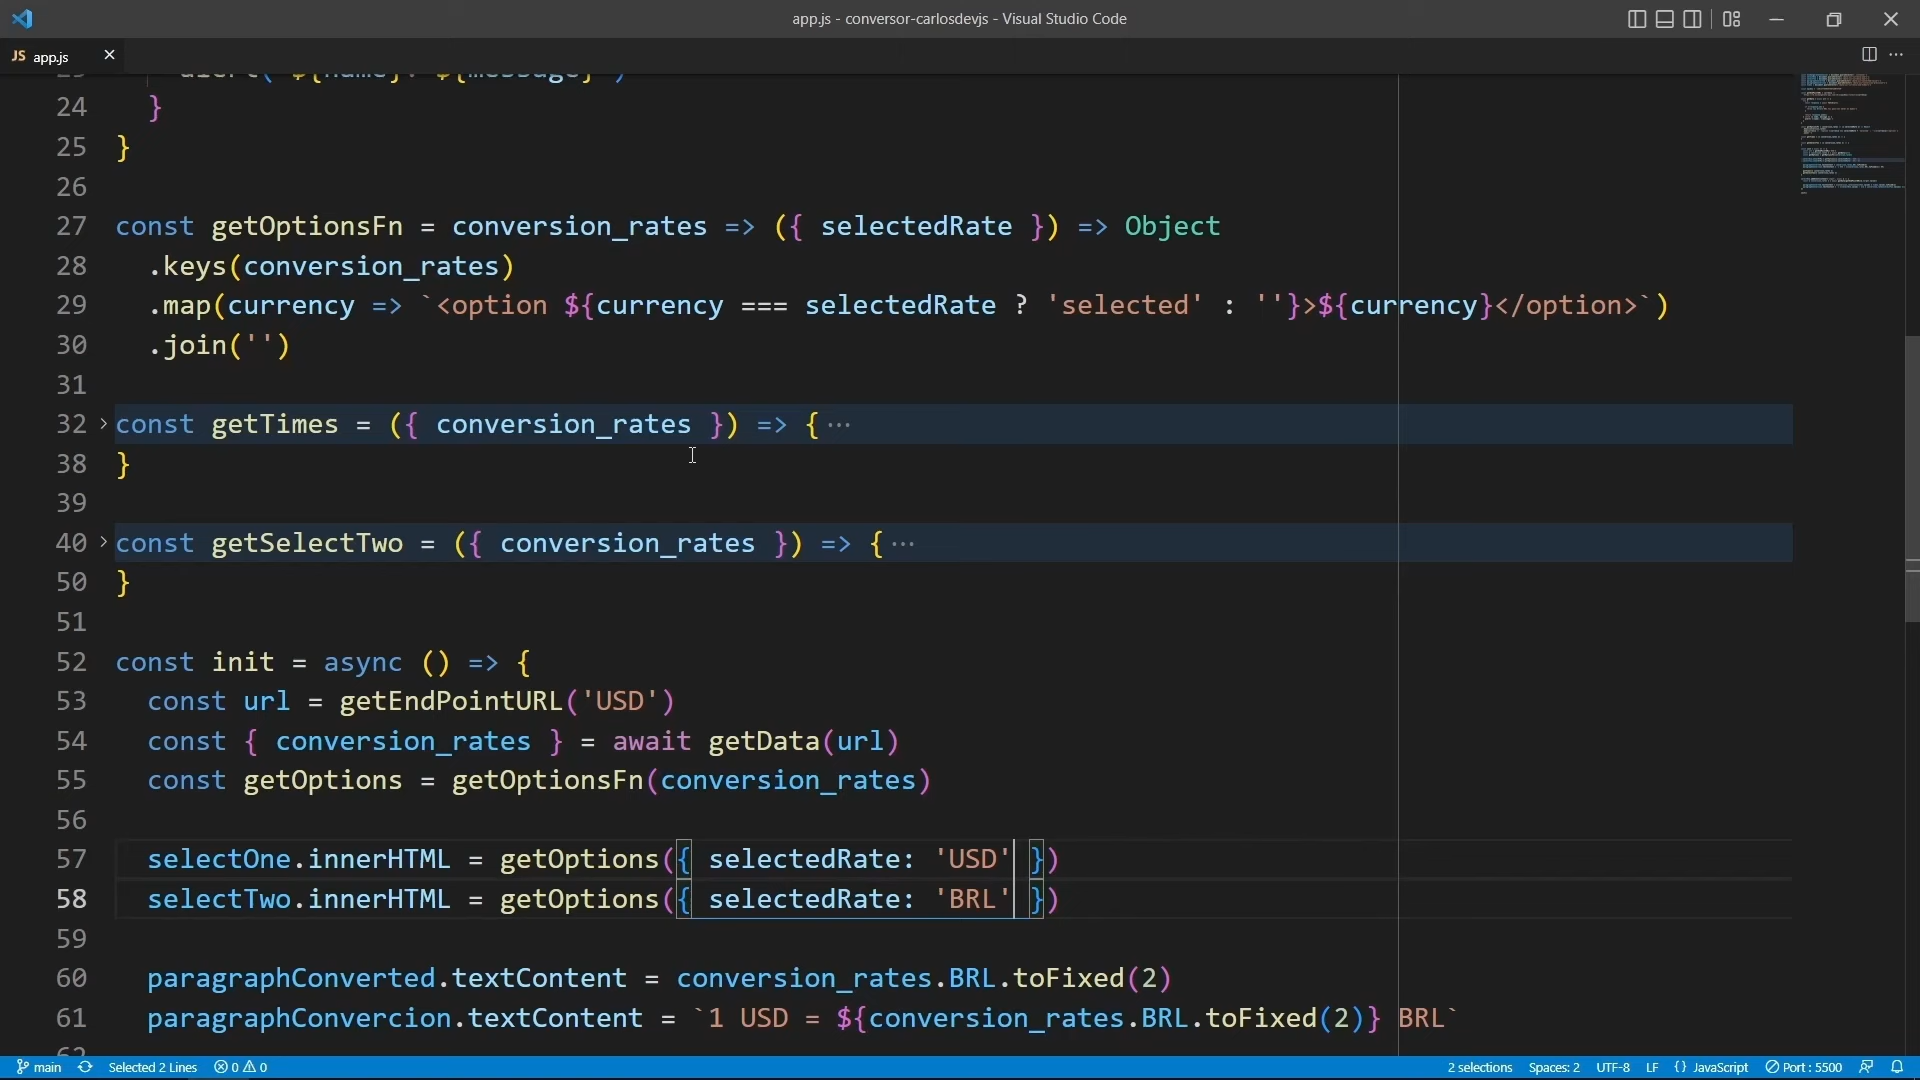 app.js - conversor-carlosdevjs - Visual Studio Code
JS app.js
24 }
25 }
26
27 const getOptionsFn = conversion_rates => ({ selectedRate }) => Object
28 .keys(conversion_rates)
29 .map(currency => `<option ${currency === selectedRate ? 'selected' : ''}>${currency}</option>`)
30 .join('')
31
32 const getTimes = ({ conversion_rates }) => {···
38 }
39
40 const getSelectTwo = ({ conversion_rates }) => {···
50 }
51
52 const init = async () => {
53 const url = getEndPointURL('USD')
54 const { conversion_rates } = await getData(url)
55 const getOptions = getOptionsFn(conversion_rates)
56
57 selectOne.innerHTML = getOptions({ selectedRate: 'USD' })
58 selectTwo.innerHTML = getOptions({ selectedRate: 'BRL' })
59
60 paragraphConverted.textContent = conversion_rates.BRL.toFixed(2)
61 paragraphConvercion.textContent = `1 USD = ${conversion_rates.BRL.toFixed(2)} BRL`
main Selected 2 Lines 0 0 2 selections Spaces: 2 UTF-8 LF {} JavaScript Port : 5500